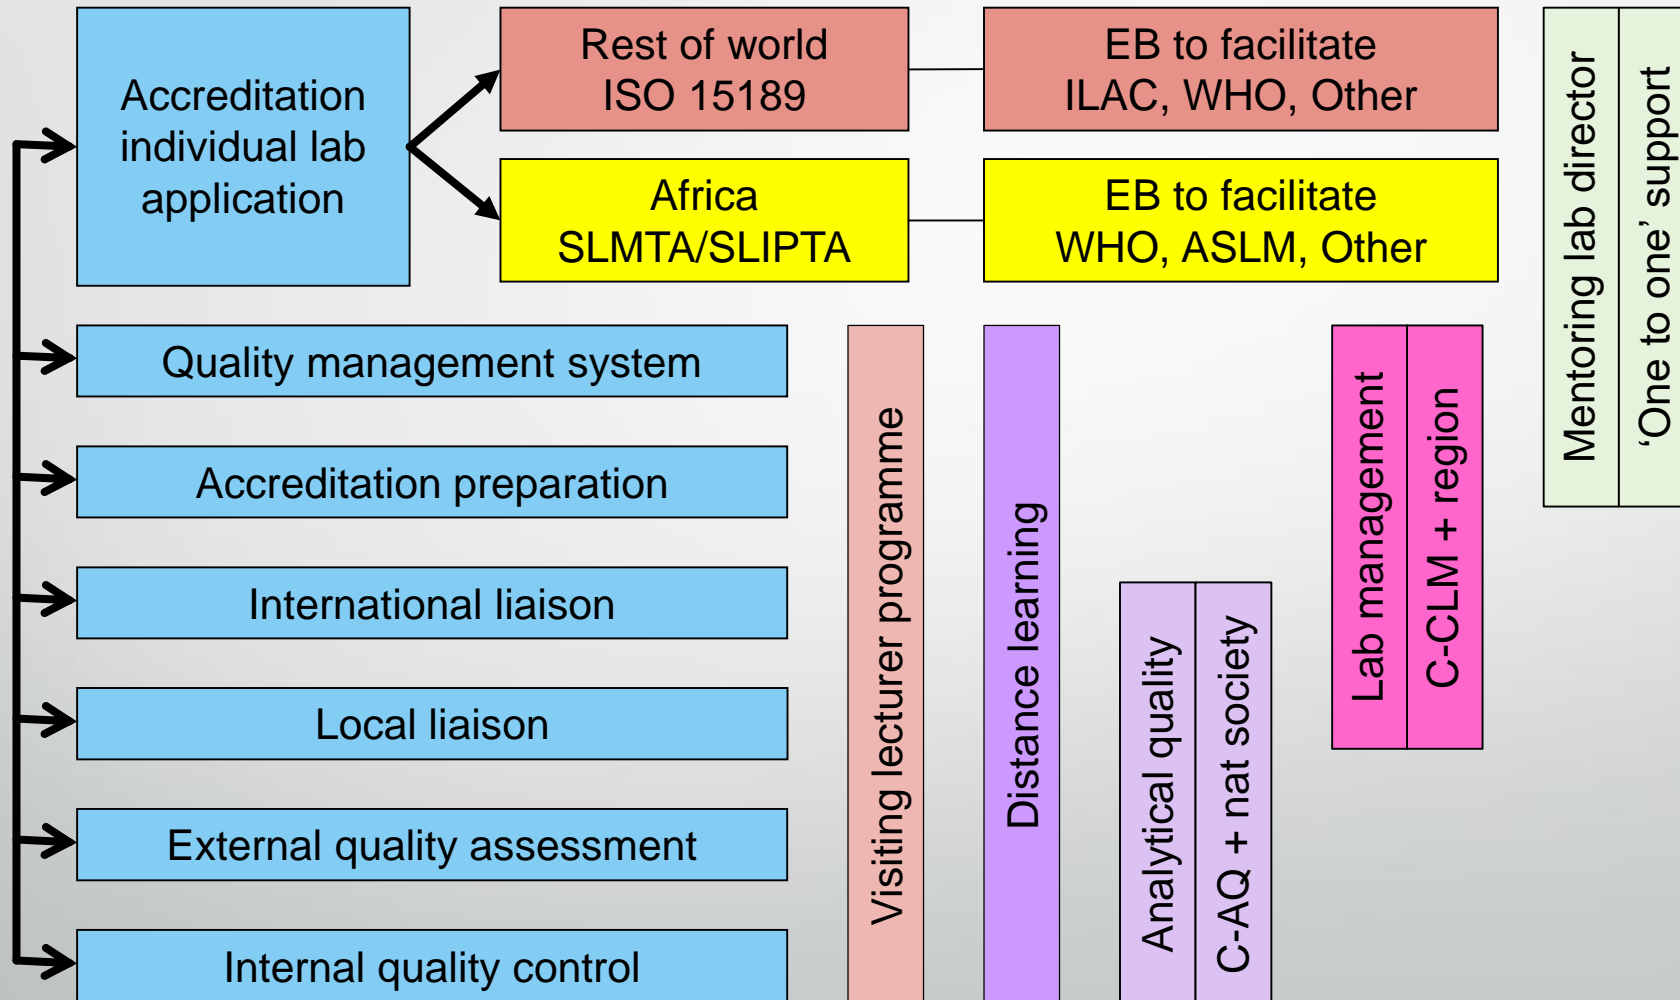 Accreditation
individual lab
application
Rest of world
ISO 15189
EB to facilitate
ILAC, WHO, Other
Africa
SLMTA/SLIPTA
EB to facilitate
WHO, ASLM, Other
Mentoring lab director
‘One to one’ support
Quality management system
Accreditation preparation
International liaison
Local liaison
External quality assessment
Internal quality control
Visiting lecturer programme
Distance learning
Analytical quality
C-AQ + nat society
Lab management
C-CLM + region